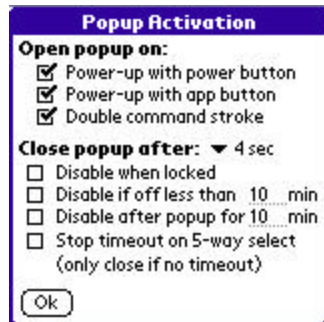 Popup Activation
Open popup on:
Power-up with power button
Power-up with app button
Double command stroke
Close popup after: 4 sec
Disable when locked
Disable if off less than 10 min
Disable after popup for 10 min
Stop timeout on 5-way select
(only close if no timeout)
Ok